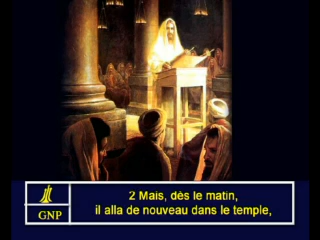 2 Mais, dès le matin,
il alla de nouveau dans le temple,
GNP